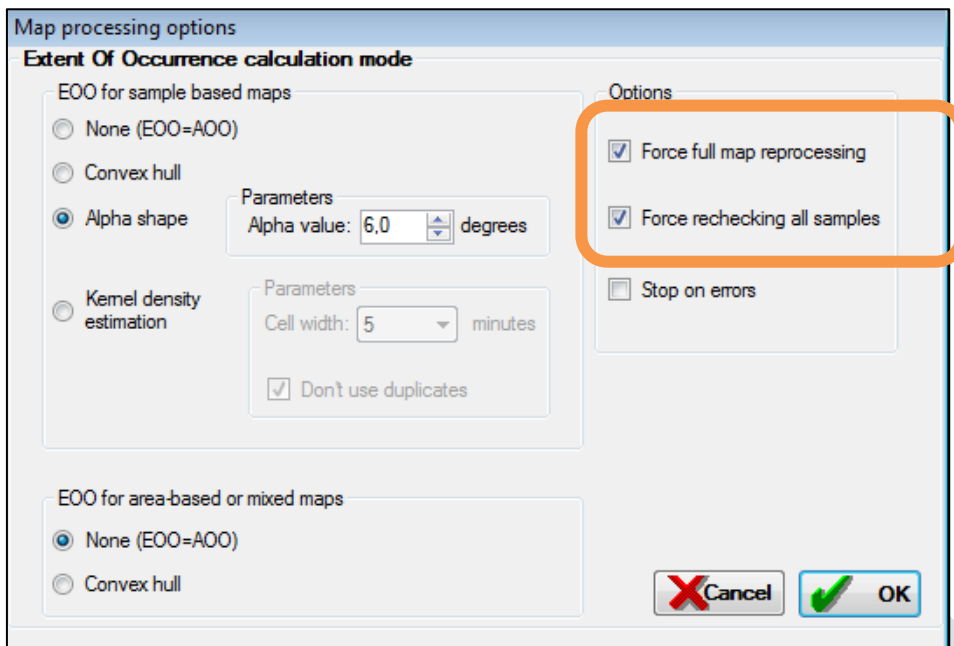 Map processing options
Extent Of Occurrence calculation mode
EOO for sample based maps
None (EOO=AOO)
Convex hull
Alpha shape
Parameters
Alpha value: 6,0 degrees
Kernel density
estimation
Parameters
Cell width: 5 minutes
Don't use duplicates
Options
Force full map reprocessing
Force rechecking all samples
Stop on errors
EOO for area-based or mixed maps
None (EOO=AOO)
Convex hull
Cancel
OK